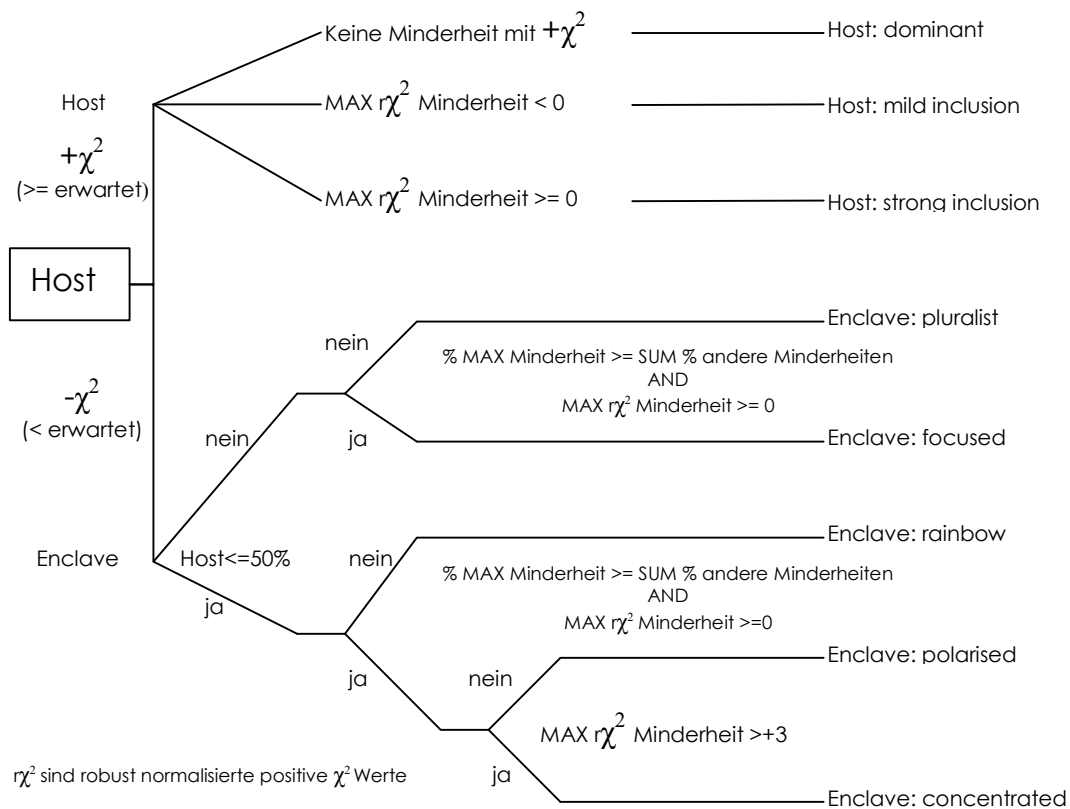 Keine Minderheit mit +χ²
Host: dominant
Host
MAX rχ² Minderheit < 0
Host: mild inclusion
+χ²
(>= erwartet)
MAX rχ² Minderheit >= 0
Host: strong inclusion
Host
Enclave: pluralist
nein
% MAX Minderheit >= SUM % andere Minderheiten
AND
MAX rχ² Minderheit >= 0
-χ²
(< erwartet)
nein
ja
Enclave: focused
Enclave: rainbow
Enclave
Host<=50%
nein
% MAX Minderheit >= SUM % andere Minderheiten
AND
MAX rχ² Minderheit >=0
ja
Enclave: polarised
ja
nein
MAX rχ² Minderheit >+3
rχ² sind robust normalisierte positive χ² Werte
ja
Enclave: concentrated